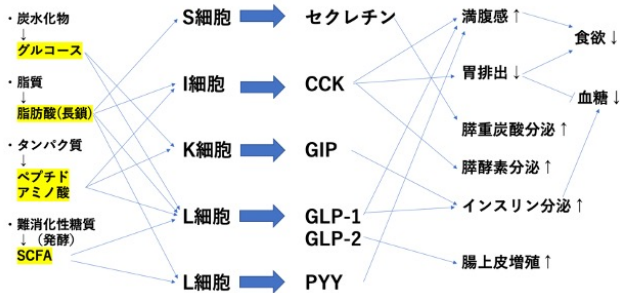 ・炭水化物
↓
グルコース
・脂質
↓
脂肪酸(長鎖)
・タンパク質
↓
ペプチド
アミノ酸
・難消化性糖質
↓（発酵）
SCFA
S細胞
I細胞
K細胞
L細胞
L細胞
セクレチン
CCK
GIP
GLP-1
GLP-2
PYY
満腹感↑
胃排出↓
膵重炭酸分泌↑
膵酵素分泌↑
インスリン分泌↑
腸上皮増殖↑
食欲↓
血糖↓